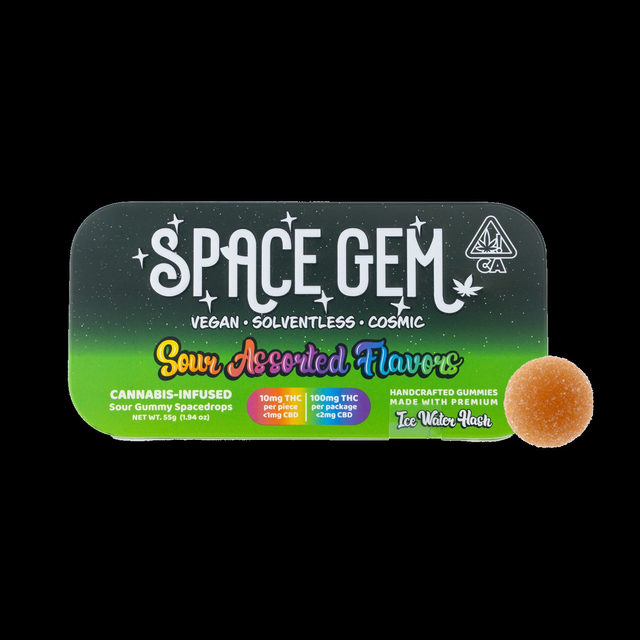 SPACE GEM
CA
VEGAN · SOLVENTLESS · COSMIC
Sour Assorted Flavors
CANNABIS-INFUSED
Sour Gummy Spacedrops
NET WT. 55g (1.94 oz)
10mg THC
per piece
<1mg CBD
100mg THC
per package
<2mg CBD
HANDCRAFTED GUMMIES
MADE WITH PREMIUM
Ice Water Hash